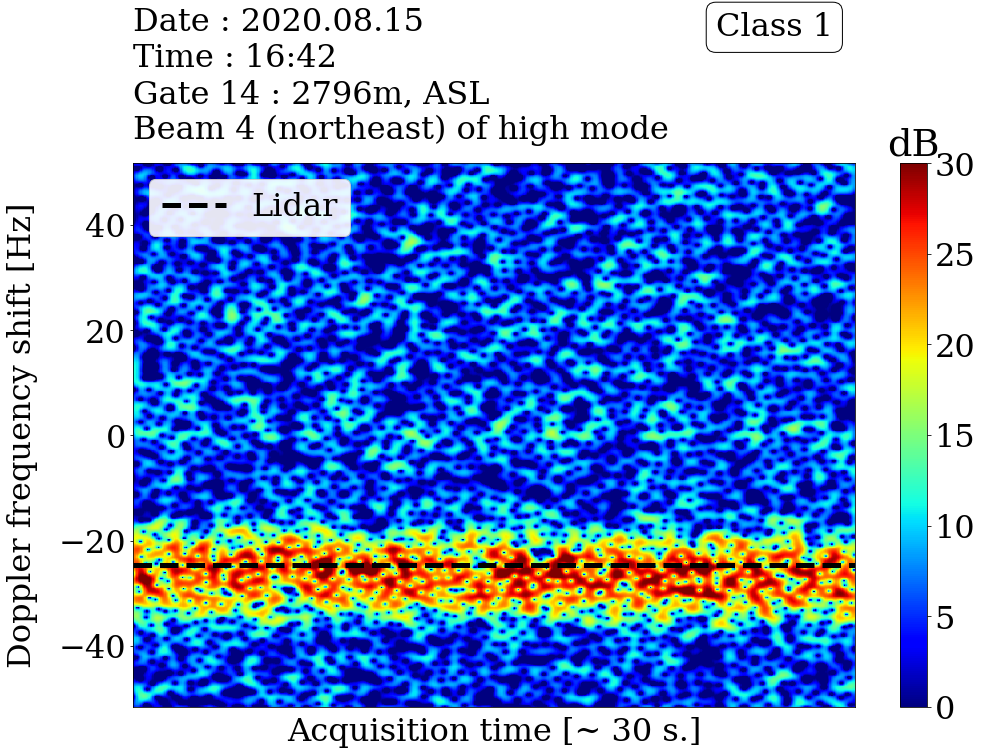 Date : 2020.08.15
Time : 16:42
Gate 14 : 2796m, ASL
Beam 4 (northeast) of high mode
Class 1
dB
Lidar
Doppler frequency shift [Hz]
40
20
0
−20
−40
Acquisition time [~ 30 s.]
30
25
20
15
10
5
0